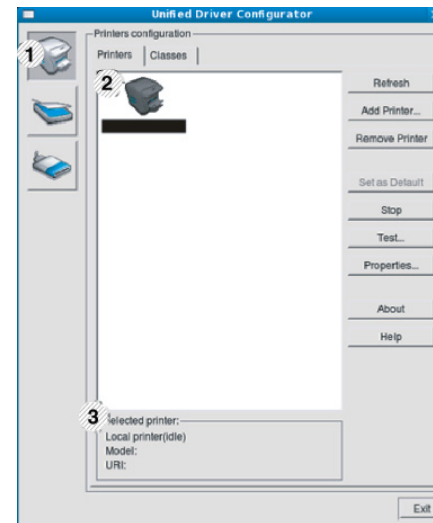 Unified Driver Configurator
Printers configuration
Printers
Classes
1
2
Refresh
Add Printer...
Remove Printer
Set as Default
Stop
Test...
Properties...
About
Help
3
Selected printer:
Local printer(idle)
Model:
URI:
Exit